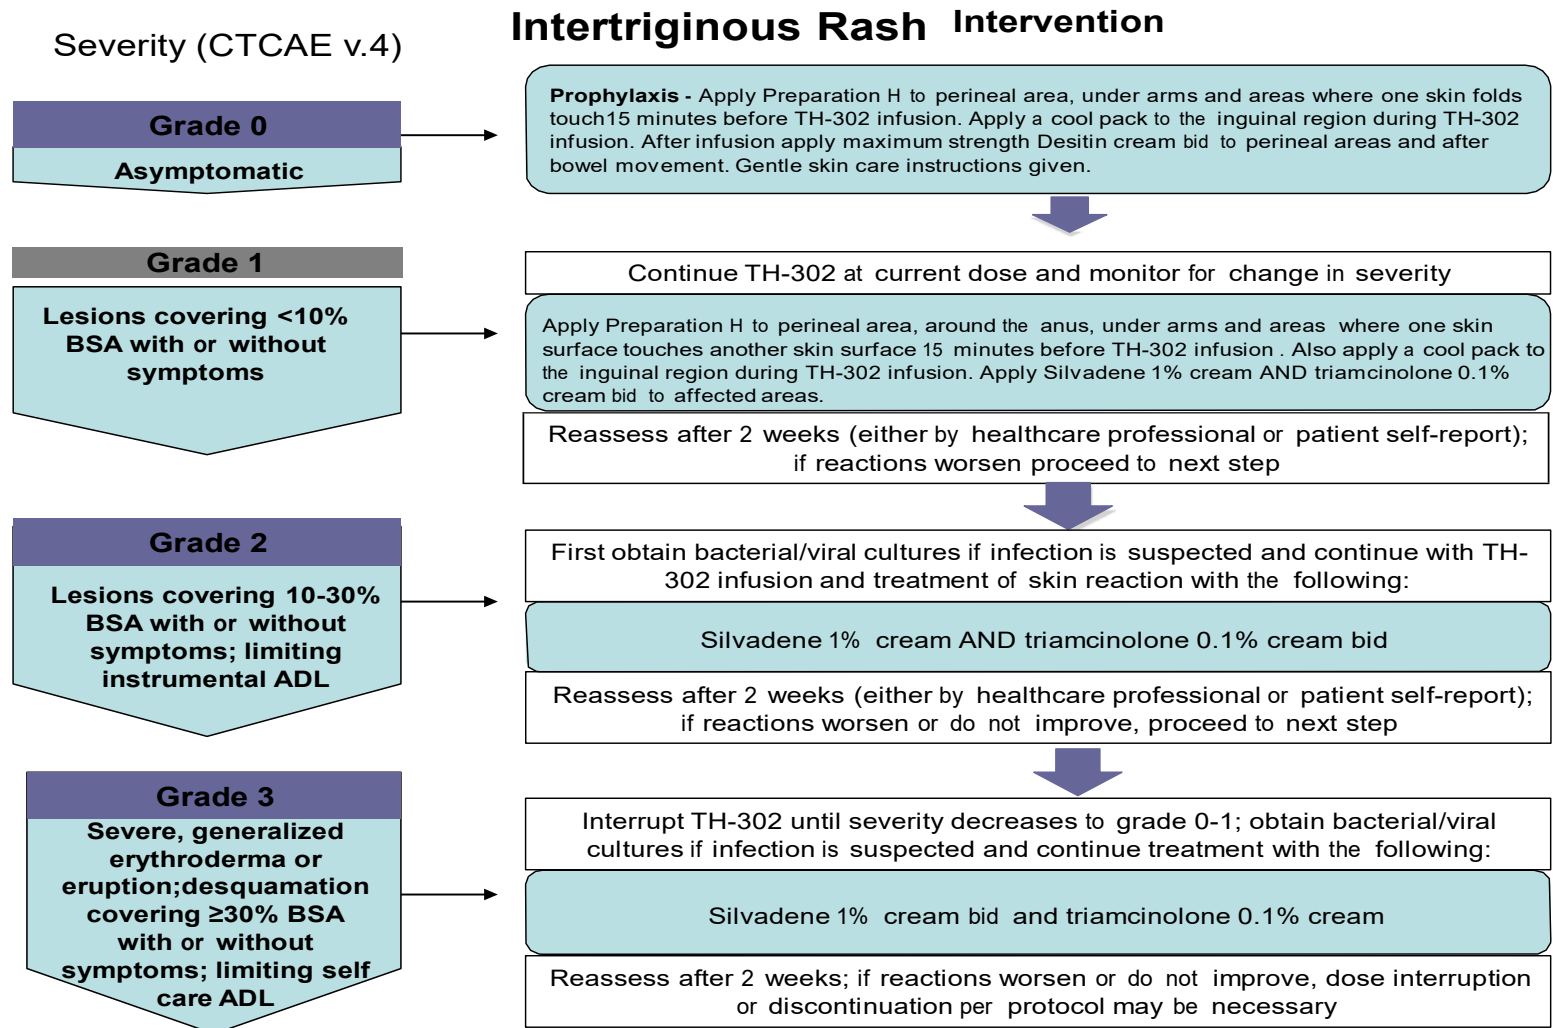 Severity (CTCAE v.4)
Intertriginous Rash Intervention
Grade 0
Asymptomatic
Prophylaxis - Apply Preparation H to perineal area, under arms and areas where one skin folds
touch15 minutes before TH-302 infusion. Apply a cool pack to the inguinal region during TH-302
infusion. After infusion apply maximum strength Desitin cream bid to perineal areas and after
bowel movement. Gentle skin care instructions given.
Grade 1
Lesions covering <10%
BSA with or without
symptoms
Continue TH-302 at current dose and monitor for change in severity
Apply Preparation H to perineal area, around the anus, under arms and areas where one skin
surface touches another skin surface 15 minutes before TH-302 infusion . Also apply a cool pack to
the inguinal region during TH-302 infusion. Apply Silvadene 1% cream AND triamcinolone 0.1%
cream bid to affected areas.
Reassess after 2 weeks (either by healthcare professional or patient self-report);
if reactions worsen proceed to next step
Grade 2
Lesions covering 10-30%
BSA with or without
symptoms; limiting
instrumental ADL
First obtain bacterial/viral cultures if infection is suspected and continue with TH-
302 infusion and treatment of skin reaction with the following:
Silvadene 1% cream AND triamcinolone 0.1% cream bid
Reassess after 2 weeks (either by healthcare professional or patient self-report);
if reactions worsen or do not improve, proceed to next step
Grade 3
Severe, generalized
erythroderma or
eruption;desquamation
covering ≥30% BSA
with or without
symptoms; limiting self
care ADL
Interrupt TH-302 until severity decreases to grade 0-1; obtain bacterial/viral
cultures if infection is suspected and continue treatment with the following:
Silvadene 1% cream bid and triamcinolone 0.1% cream
Reassess after 2 weeks; if reactions worsen or do not improve, dose interruption
or discontinuation per protocol may be necessary